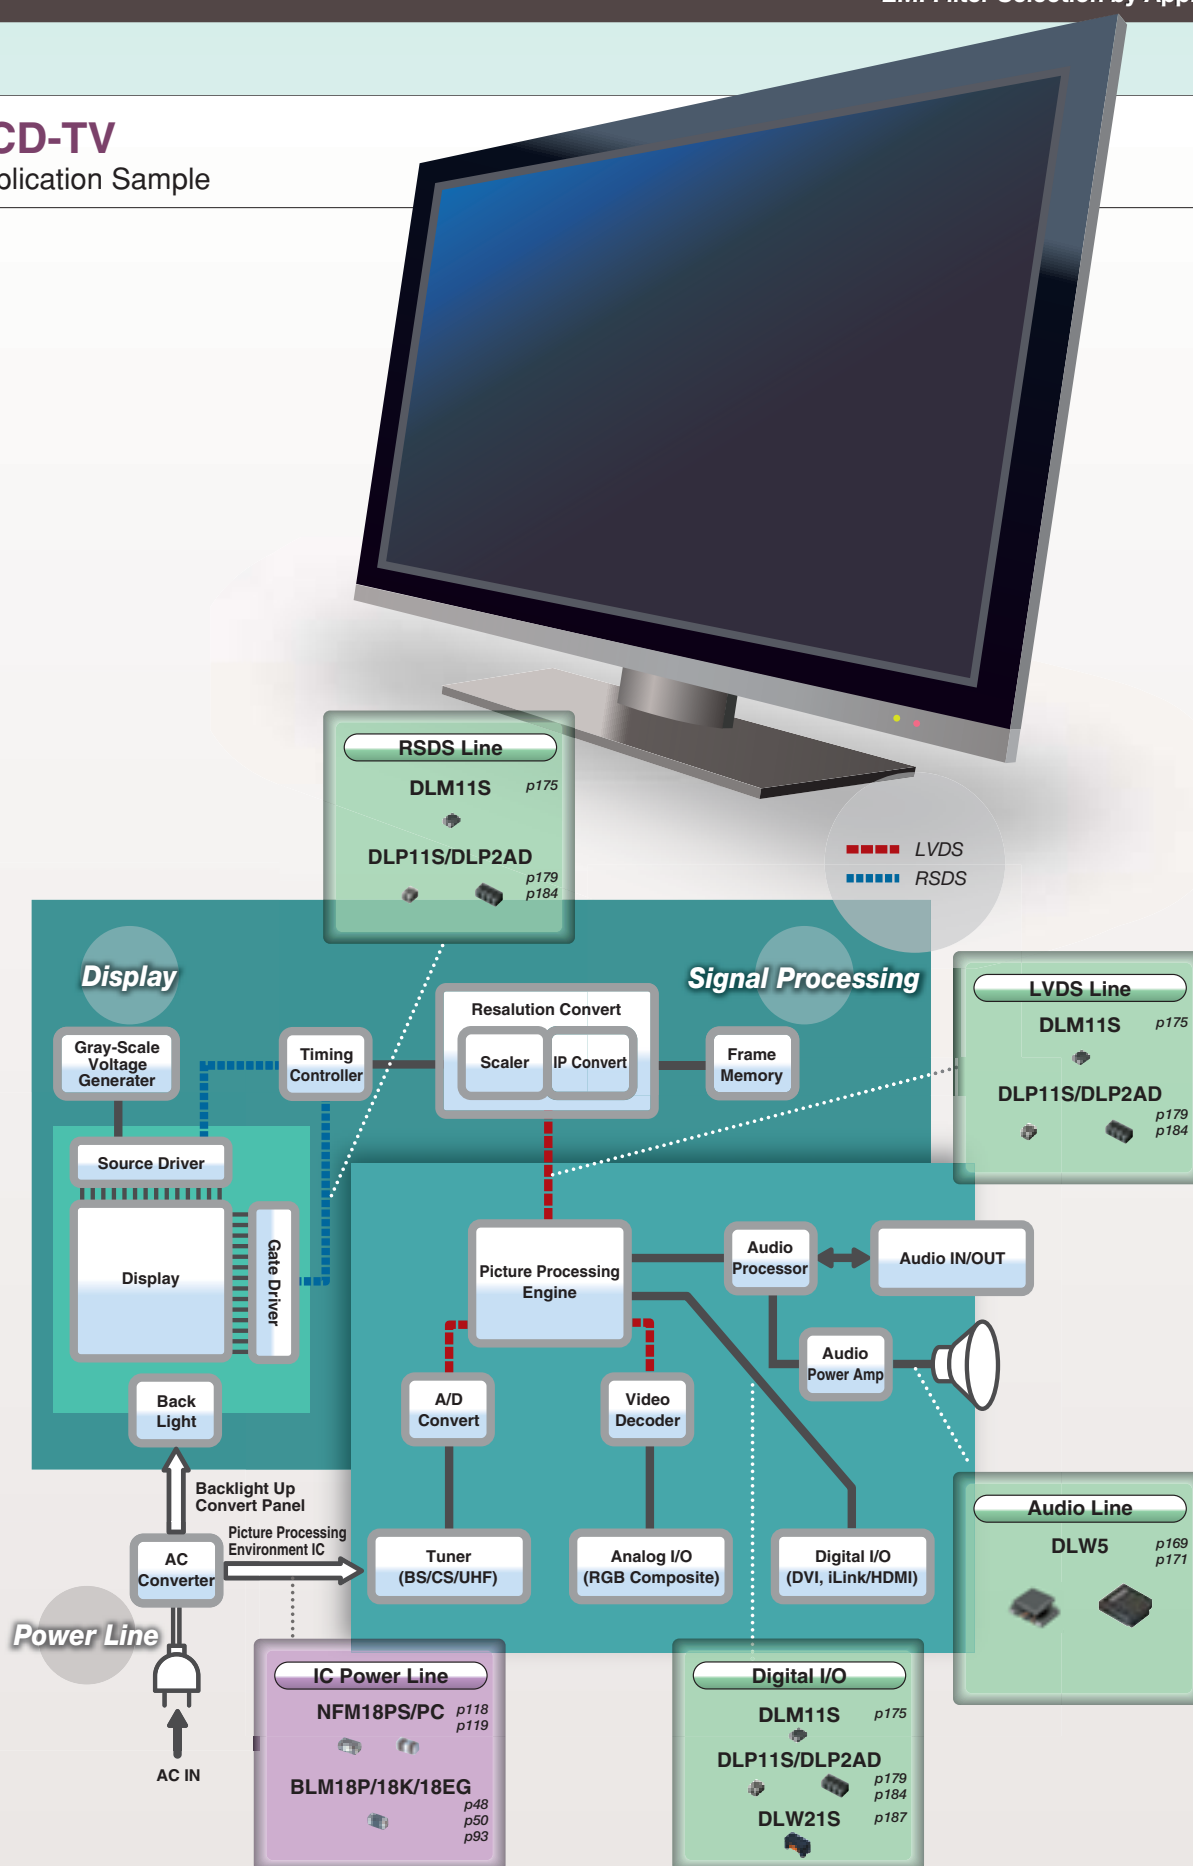 CD-TV
plication Sample
RSDS Line
DLM11S p175
DLP11S/DLP2AD
p179
p184
LVDS
RSDS
Display
Signal Processing
LVDS Line
DLM11S p175
DLP11S/DLP2AD
p179
p184
Resalution Convert
Scaler
IP Convert
Gray-Scale
Voltage
Generater
Timing
Controller
Frame
Memory
Source Driver
Display
Gate Driver
Back
Light
Picture Processing
Engine
Audio
Processor
Audio IN/OUT
Audio
Power Amp
A/D
Convert
Video
Decoder
Backlight Up
Convert Panel
Picture Processing
Environment IC
AC
Converter
Tuner
(BS/CS/UHF)
Analog I/O
(RGB Composite)
Digital I/O
(DVI, iLink/HDMI)
Audio Line
DLW5 p169
p171
Power Line
AC IN
IC Power Line
NFM18PS/PC p118
p119
BLM18P/18K/18EG
p48
p50
p93
Digital I/O
DLM11S p175
DLP11S/DLP2AD
p179
p184
DLW21S p187